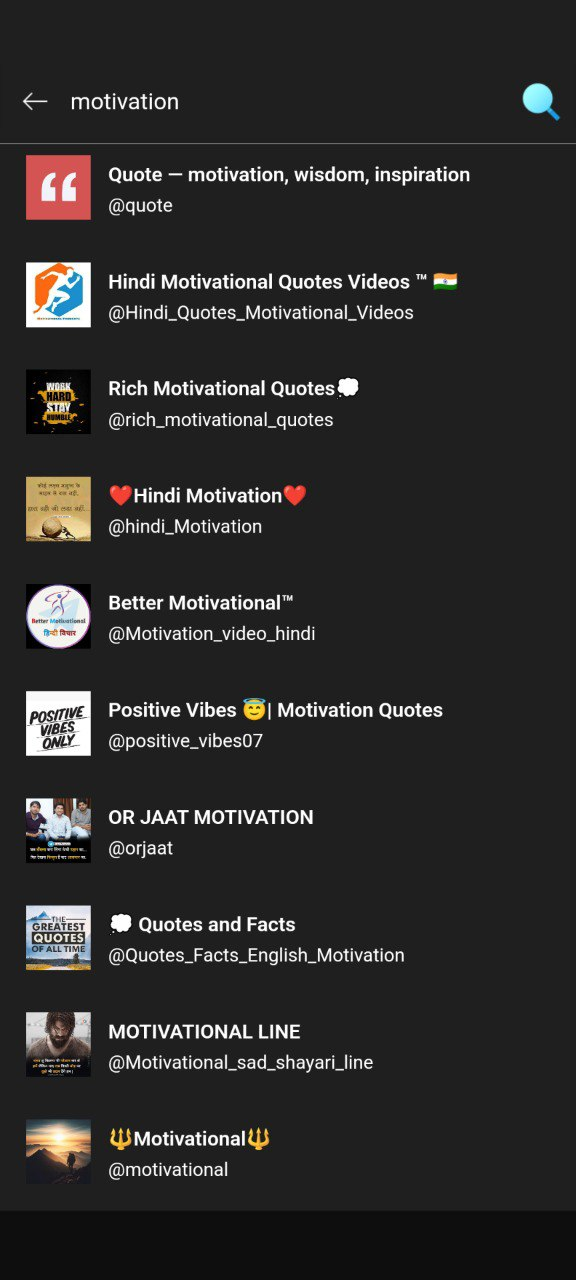 motivation
Quote — motivation, wisdom, inspiration
@quote
Hindi Motivational Quotes Videos ™ 🇮🇳
@Hindi_Quotes_Motivational_Videos
WORK
HARD
STAY
HUMBLE
Rich Motivational Quotes💭
@rich_motivational_quotes
❤️Hindi Motivation❤️
@hindi_Motivation
Better Motivational
हिन्दी विचार
Better Motivational™
@Motivation_video_hindi
POSITIVE
VIBES
ONLY
Positive Vibes 😇| Motivation Quotes
@positive_vibes07
OR JAAT MOTIVATION
@orjaat
THE
GREATEST
QUOTES
OF ALL TIME
💭 Quotes and Facts
@Quotes_Facts_English_Motivation
MOTIVATIONAL LINE
@Motivational_sad_shayari_line
🔱Motivational🔱
@motivational